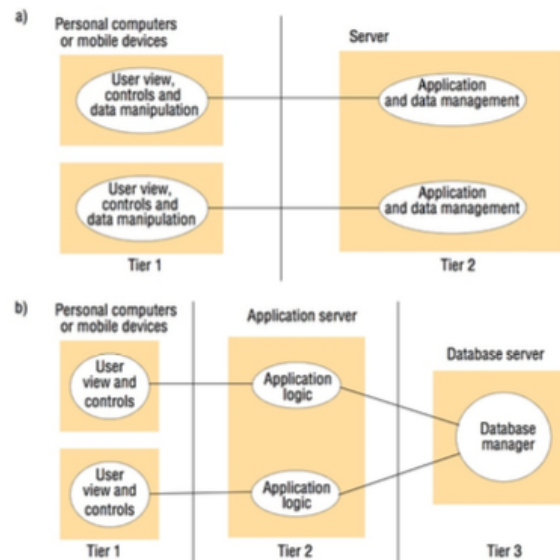 a)
Personal computers
or mobile devices
Server
User view,
controls and
data manipulation
Application
and data management
User view,
controls and
data manipulation
Application
and data management
Tier 1
Tier 2
b)
Personal computers
or mobile devices
Application server
Database server
User
view and
controls
Application
logic
Database
manager
User
view and
controls
Application
logic
Tier 1
Tier 2
Tier 3